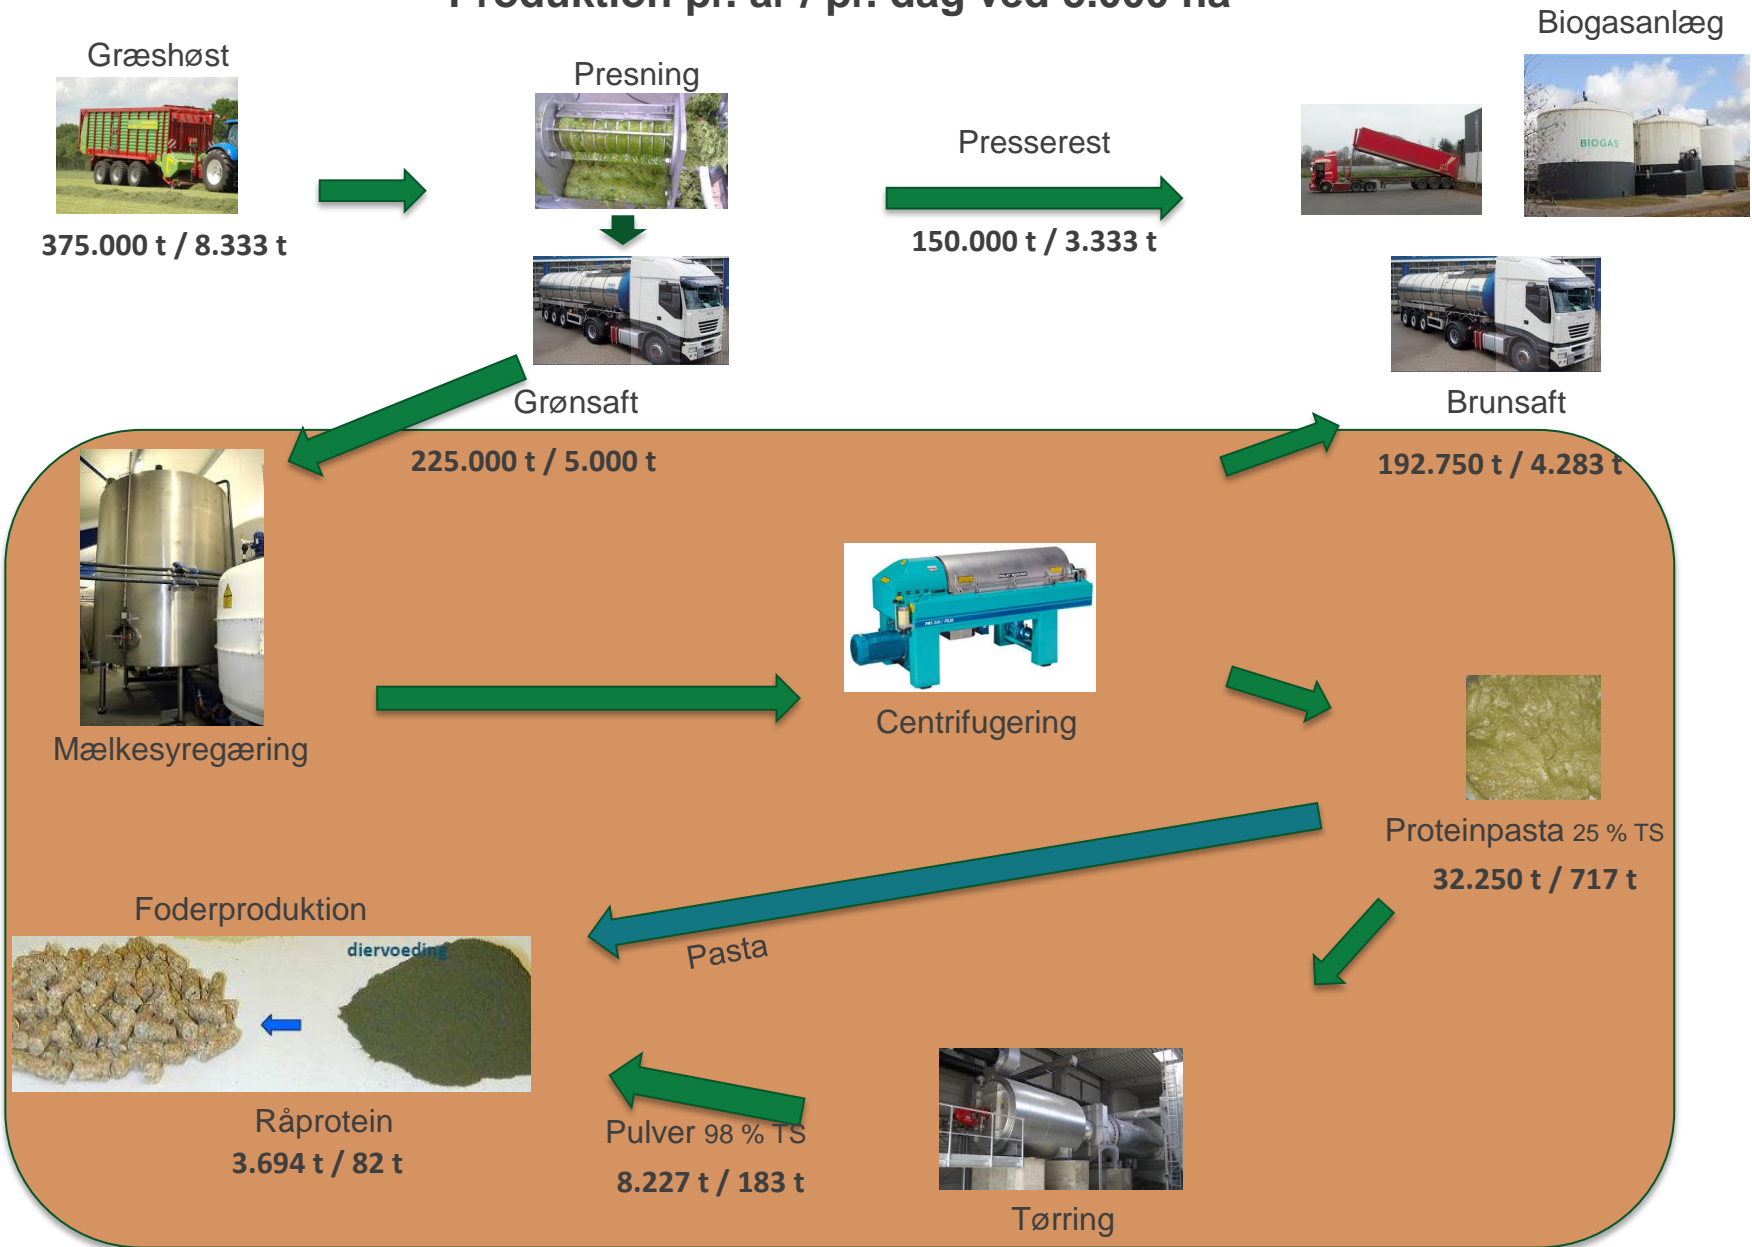 Biogasanlæg
Græshøst
Presning
Presserest
BIOGAS
375.000 t / 8.333 t
150.000 t / 3.333 t
Grønsaft
Brunsaft
225.000 t / 5.000 t
192.750 t / 4.283 t
Centrifugering
Mælkesyregæring
Proteinpasta 25 % TS
32.250 t / 717 t
Foderproduktion
diervoeding
Pasta
Råprotein
3.694 t / 82 t
Pulver 98 % TS
8.227 t / 183 t
Tørring